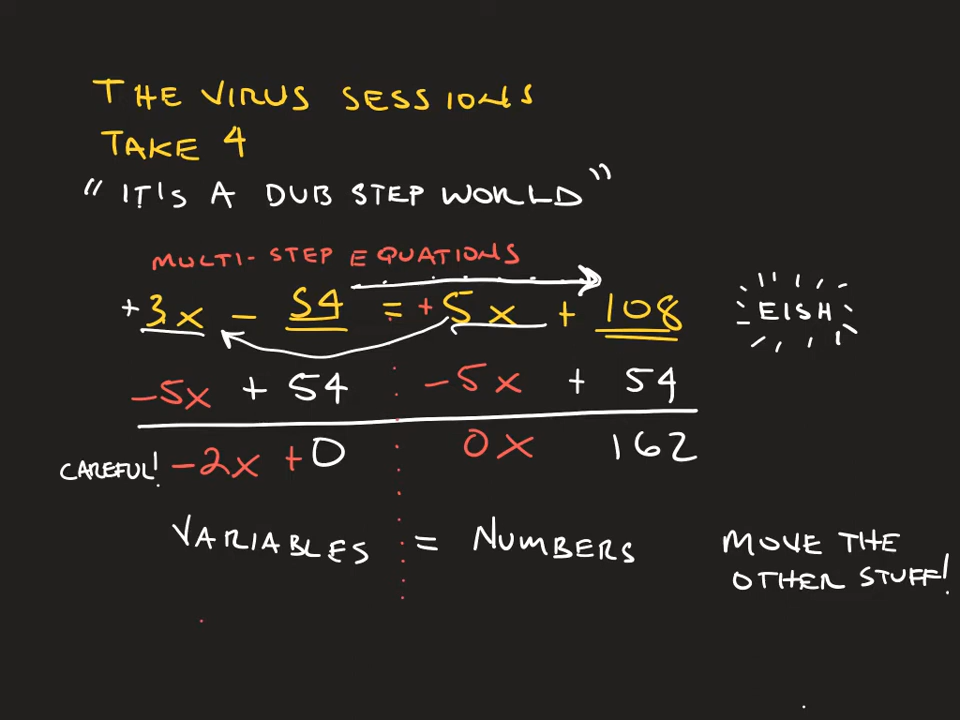 THE VIRUS SESSIONS
TAKE 4
"IT'S A DUB STEP WORLD"
MULTI-STEP EQUATIONS
+3x - 54 = +5x + 108
EISH
-5x + 54 -5x + 54
-2x +0 0x 162
CAREFUL!
VARIABLES = NUMBERS
MOVE THE
OTHER STUFF!